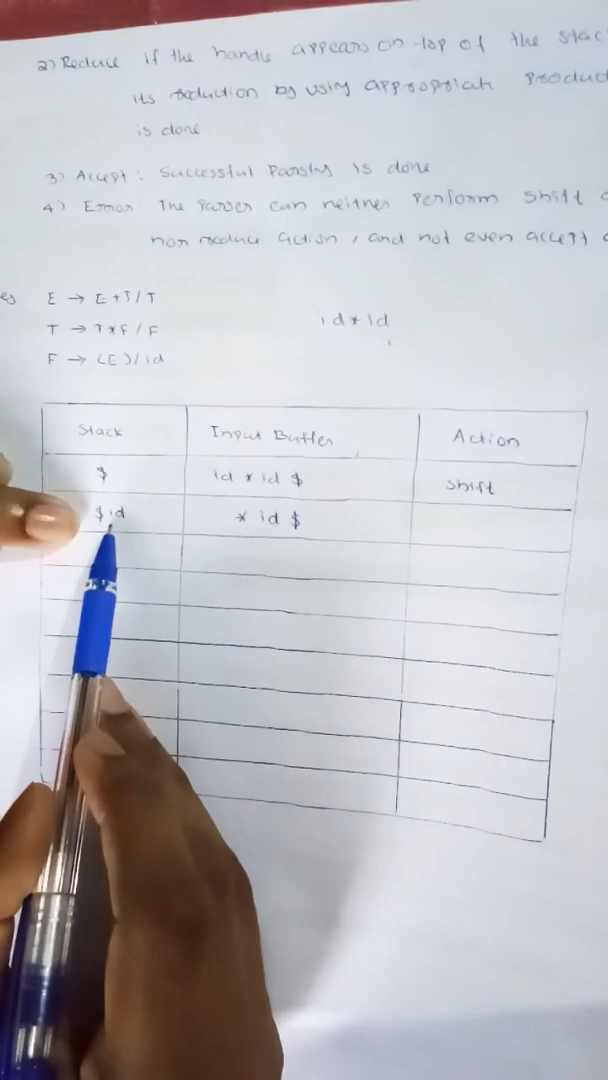 2) Reduce if the handle appears on top of the stac
its reduction by using appropriate product
is done
3) Accept : Successful Parsing is done
4) Error: The Parser can neither Perform Shift
non reduce action, and not even accept
es E → E+T/T
T → T*F/F
F → (E)/id
id*id
Stack Input Buffer Action
$ id * id $ Shift
$id * id $